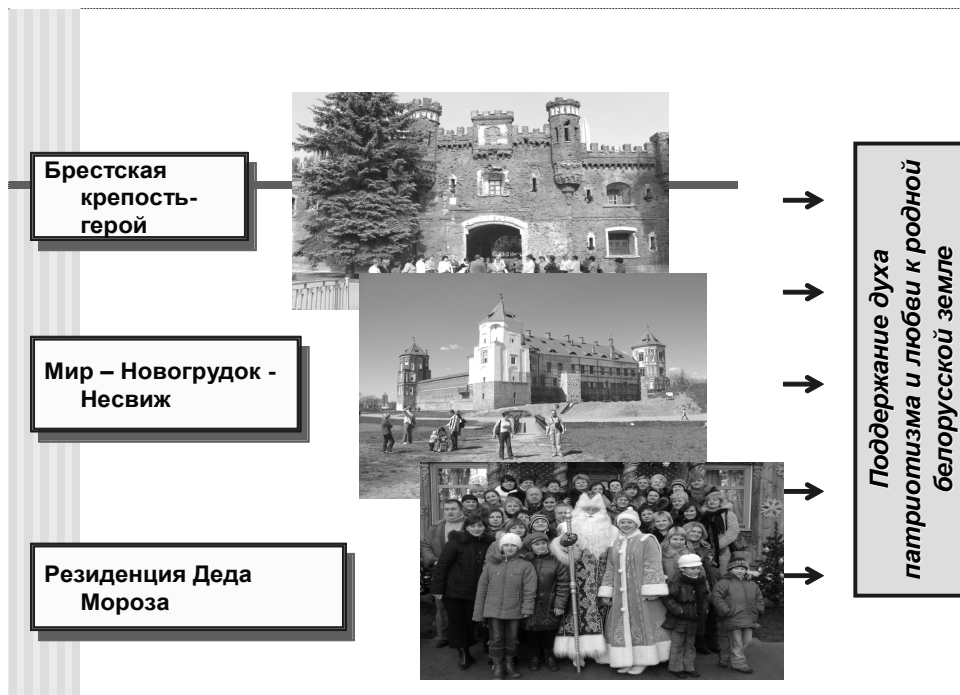 Брестская
крепость-
герой
Мир – Новогрудок -
Несвиж
Резиденция Деда
Мороза
Поддержание духа
патриотизма и любви к родной
белорусской земле